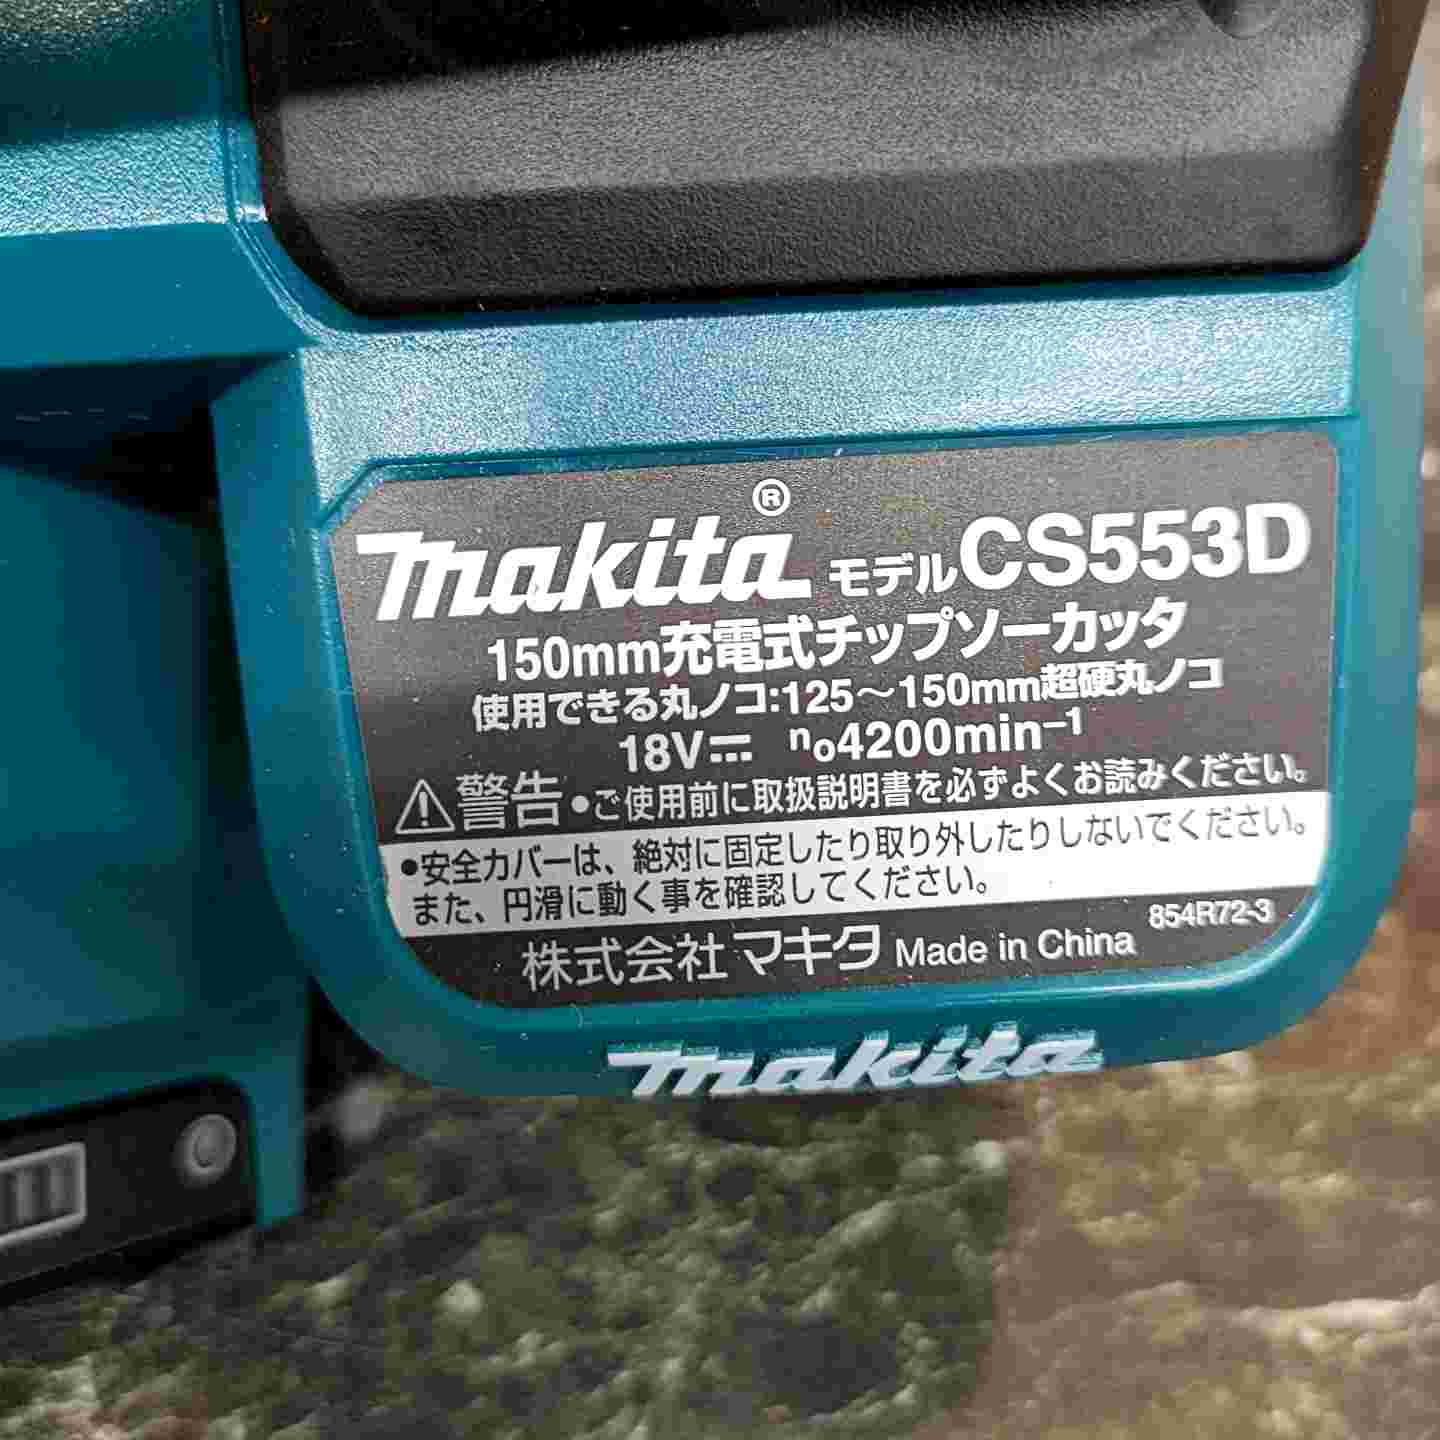 makita® モデルCS553D
150mm充電式チップソーカッタ
使用できる丸ノコ:125～150mm超硬丸ノコ
18V⎓ n₀4200min⁻¹
⚠警告 •ご使用前に取扱説明書を必ずよくお読みください。
•安全カバーは、絶対に固定したり取り外したりしないでください。
また、円滑に動く事を確認してください。
株式会社マキタ Made in China 854R72-3
makita